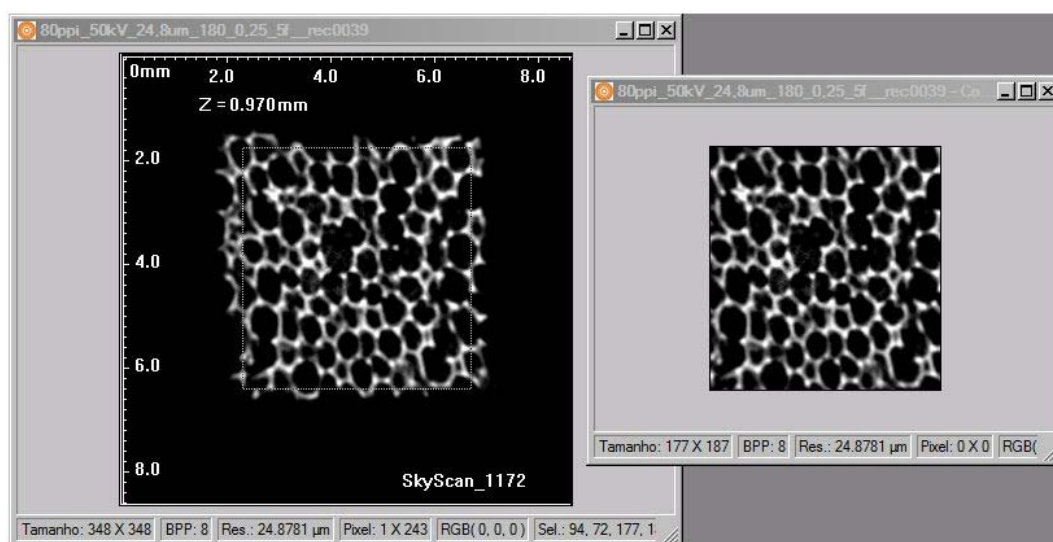 80ppi_50kV_24,8um_180_0,25_5f__rec0039
0mm 2.0 4.0 6.0 8.0
Z = 0.970mm
2.0
4.0
6.0
8.0
SkyScan_1172
Tamanho: 348 X 348 BPP: 8 Res.: 24.8781 µm Pixel: 1 X 243 RGB( 0, 0, 0 ) Sel.: 94, 72, 177, 1
80ppi_50kV_24,8um_180_0,25_5f__rec0039 - Co
Tamanho: 177 X 187 BPP: 8 Res.: 24.8781 µm Pixel: 0 X 0 RGB(